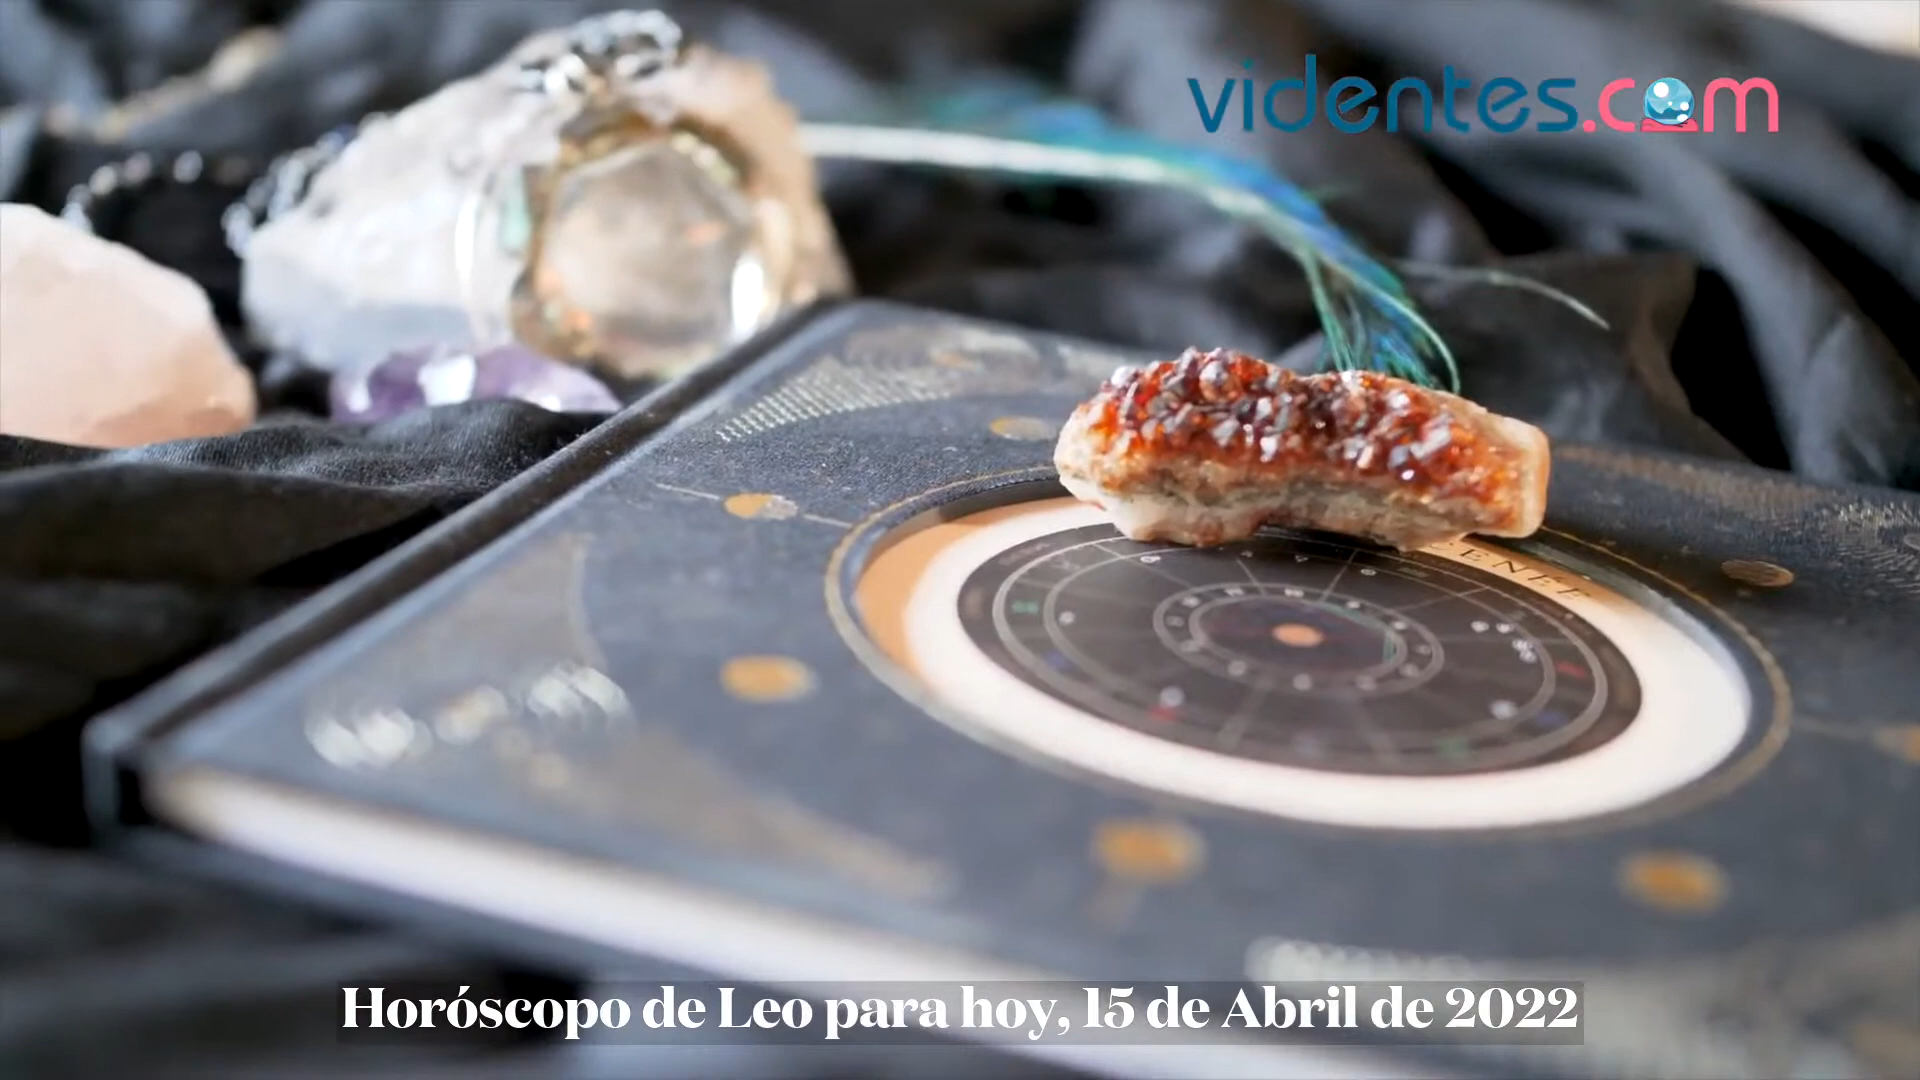 videntes.com
Horóscopo de Leo para hoy, 15 de Abril de 2022